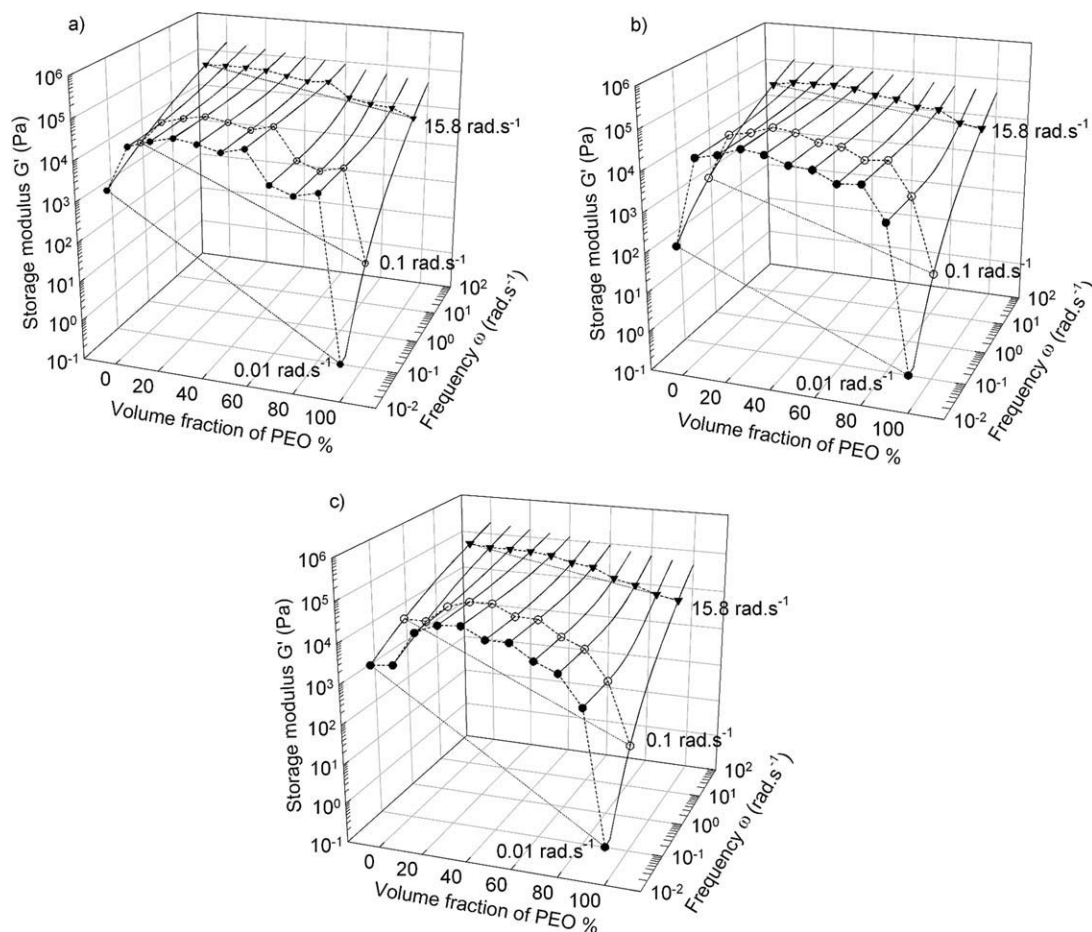 a)
10⁶
10⁵
10⁴
10³
10²
10¹
10⁰
10⁻¹
Storage modulus G' (Pa)
15.8 rad.s⁻¹
0.1 rad.s⁻¹
0.01 rad.s⁻¹
0 20 40 60 80 100
Volume fraction of PEO %
10²
10¹
10⁰
10⁻¹
10⁻²
Frequency ω (rad.s⁻¹)
b)
10⁶
10⁵
10⁴
10³
10²
10¹
10⁰
10⁻¹
Storage modulus G' (Pa)
15.8 rad.s⁻¹
0.1 rad.s⁻¹
0.01 rad.s⁻¹
0 20 40 60 80 100
Volume fraction of PEO %
10²
10¹
10⁰
10⁻¹
10⁻²
Frequency ω (rad.s⁻¹)
c)
10⁶
10⁵
10⁴
10³
10²
10¹
10⁰
10⁻¹
Storage modulus G' (Pa)
15.8 rad.s⁻¹
0.1 rad.s⁻¹
0.01 rad.s⁻¹
0 20 40 60 80 100
Volume fraction of PEO %
10²
10¹
10⁰
10⁻¹
10⁻²
Frequency ω (rad.s⁻¹)